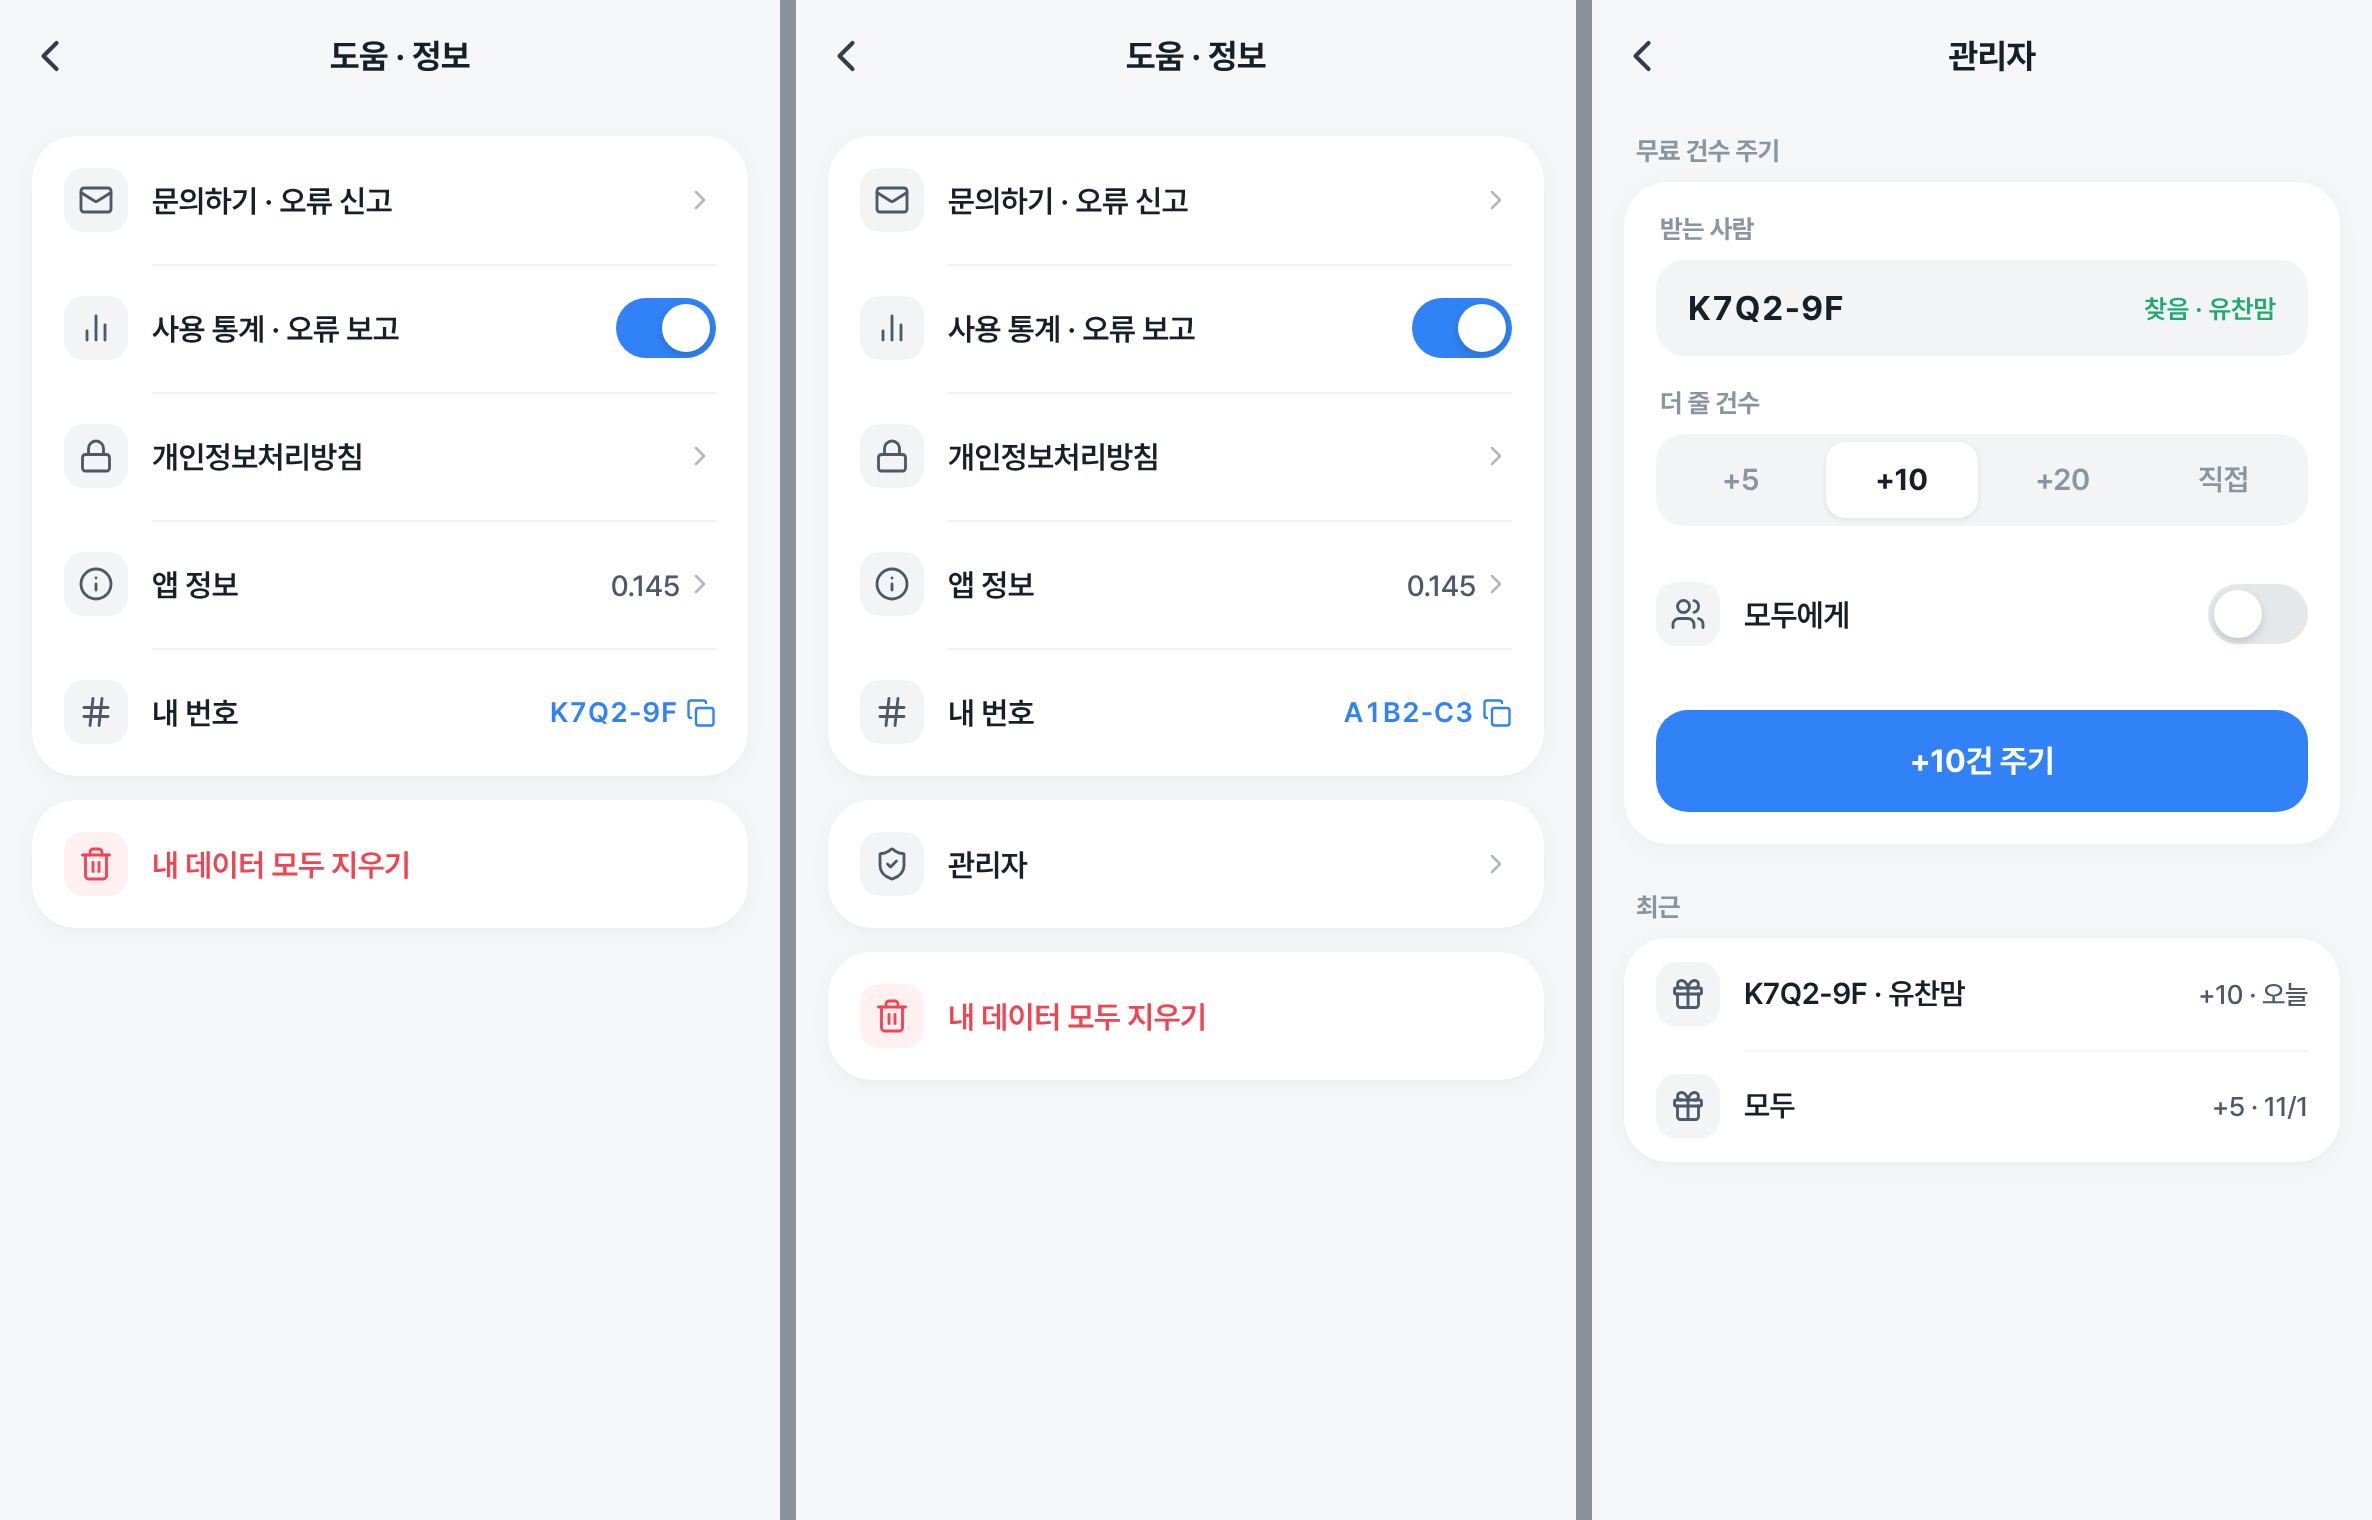 도움 · 정보
문의하기 · 오류 신고
사용 통계 · 오류 보고
개인정보처리방침
앱 정보 0.145
내 번호 K7Q2-9F
내 데이터 모두 지우기
도움 · 정보
문의하기 · 오류 신고
사용 통계 · 오류 보고
개인정보처리방침
앱 정보 0.145
내 번호 A1B2-C3
관리자
내 데이터 모두 지우기
관리자
무료 건수 주기
받는 사람
K7Q2-9F 찾음 · 유찬맘
더 줄 건수
+5 +10 +20 직접
모두에게
+10건 주기
최근
K7Q2-9F · 유찬맘 +10 · 오늘
모두 +5 · 11/1